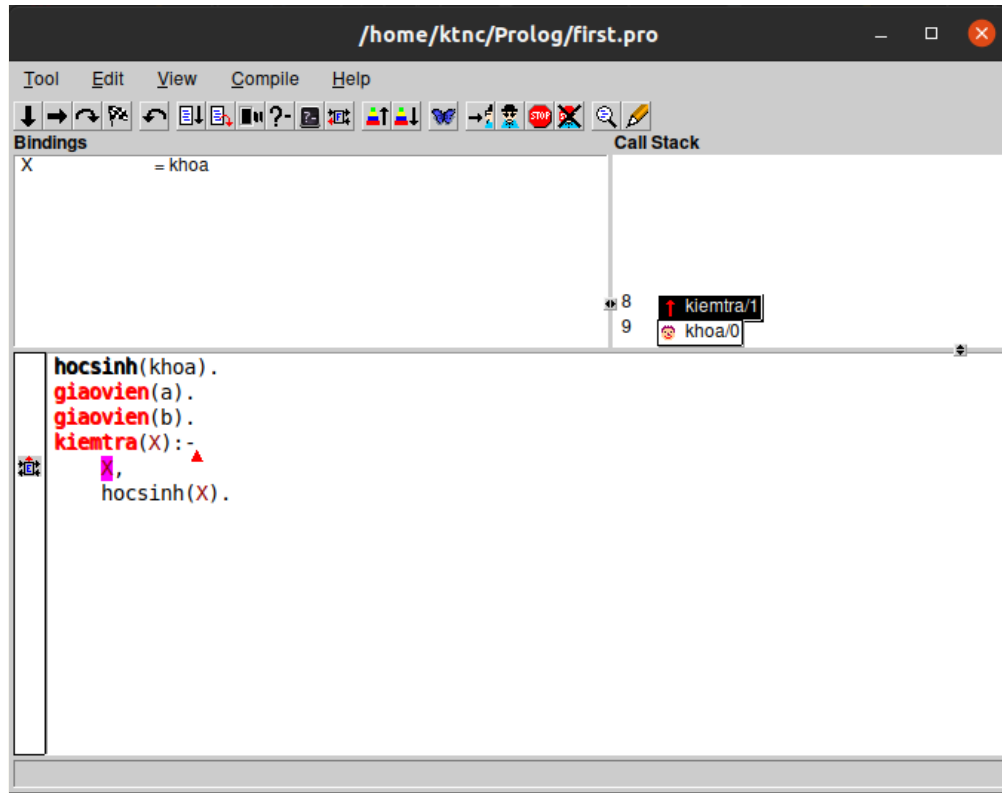 /home/ktnc/Prolog/first.pro
Tool Edit View Compile Help
?- STOP
Bindings
X = khoa
Call Stack
8 kiemtra/1
9 khoa/0
hocsinh(khoa).
giaovien(a).
giaovien(b).
kiemtra(X):-
E X,
hocsinh(X).